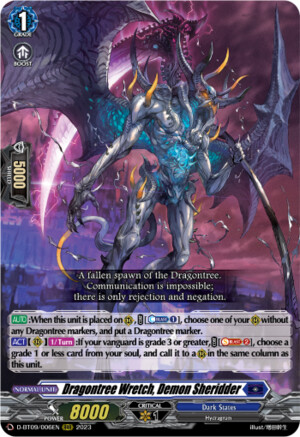 1
GRADE
BOOST
5000
SHIELD
A fallen spawn of the Dragontree.
Communication is impossible;
there is only rejection and negation.
AUTO :When this unit is placed on , [ ], choose one of your without
any Dragontree markers, and put a Dragontree marker.
ACT [ ] 1/Turn :If your vanguard is grade 3 or greater, [ ], choose a
grade 1 or less card from your soul, and call it to a in the same column as
this unit.
NORMAL UNIT
Dragontree Wretch, Demon Sheridder
POWER 8000
CRITICAL
1
Dark States
D-BT09/006EN RRR 2023